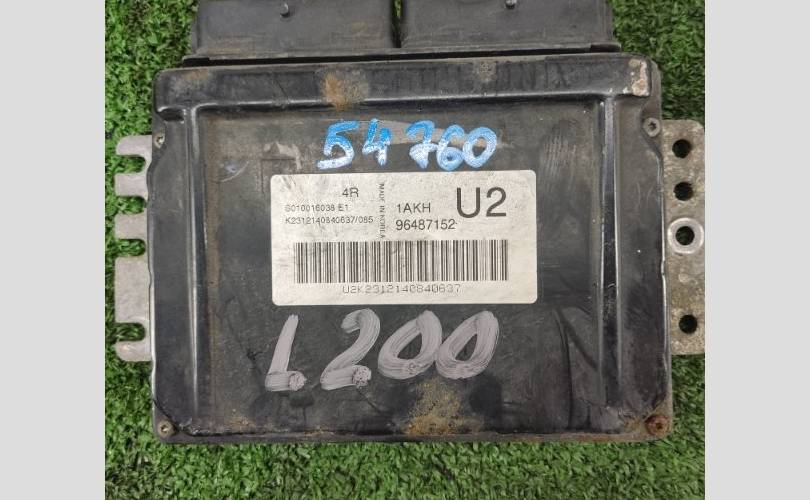 54760
4R
S010016038 E1
K2312140840637/085
MADE IN KOREA
1AKH
U2
96487152
U2K2312140840637
L200